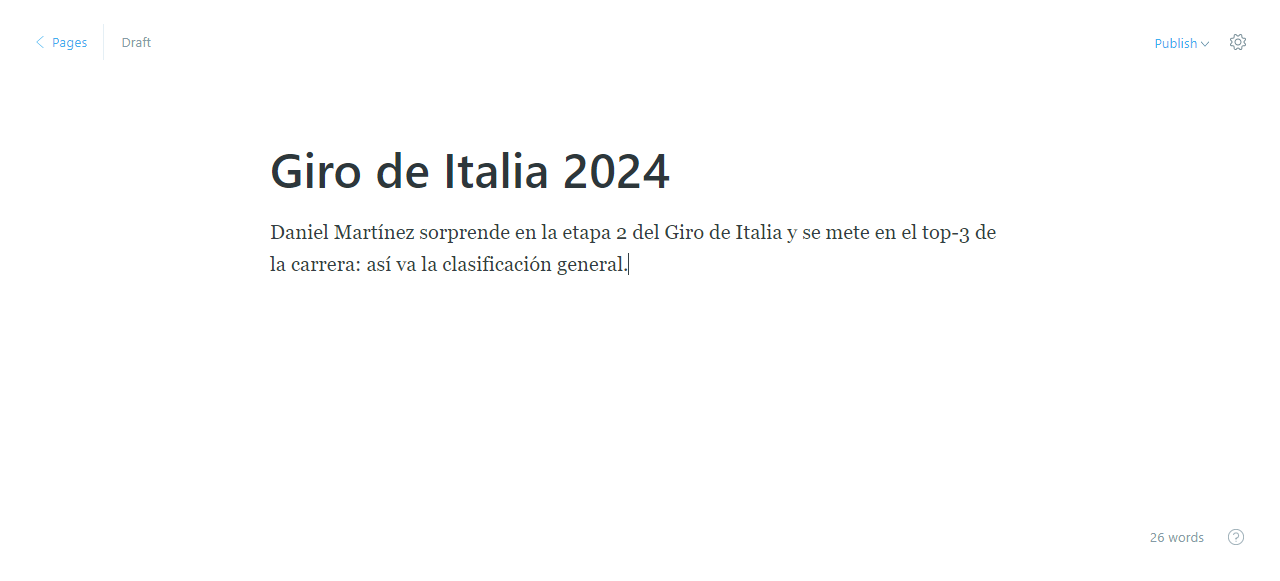 Pages
Draft
Publish
Giro de Italia 2024
Daniel Martínez sorprende en la etapa 2 del Giro de Italia y se mete en el top-3 de
la carrera: así va la clasificación general.
26 words
?